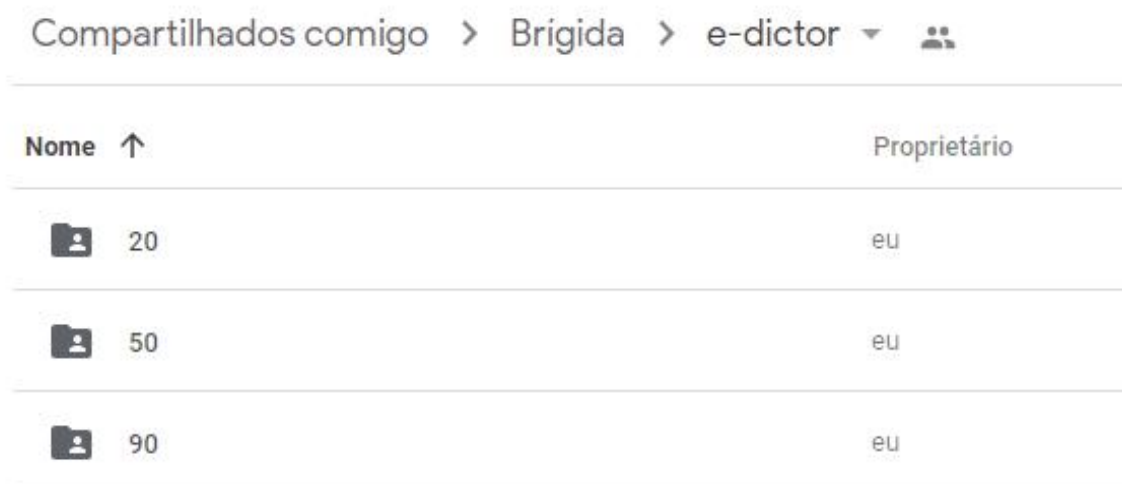 Compartilhados comigo > Brígida > e-dictor
Nome ↑ Proprietário
20 eu
50 eu
90 eu